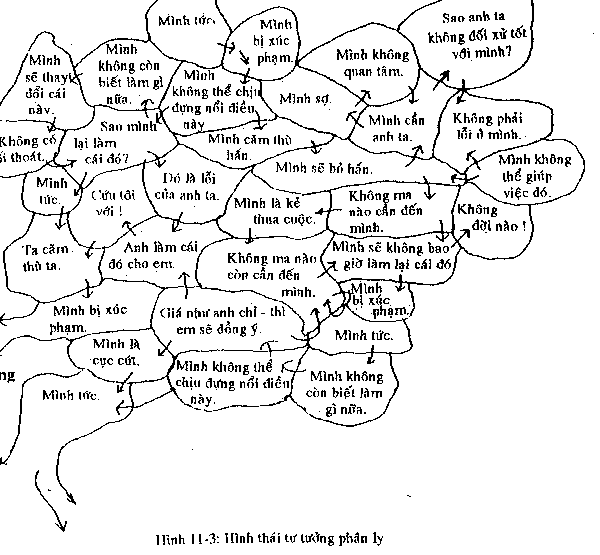 Mình tức.
Mình
bị xúc
phạm.
Sao anh ta
không đối xử tốt
với mình?
Mình
sẽ thay
đổi cái
này.
Mình
không còn
biết làm gì
nữa.
Mình
không thể chịu
đựng nổi điều
này
Mình sợ.
Mình không
quan tâm.
Mình cần
anh ta.
Không phải
lỗi ở mình.
Không có
thoát.
Sao mình
lại làm
cái đó?
Mình căm thù
hắn.
Mình sẽ bỏ hắn.
Mình không
thể giúp
việc đó.
Mình
tức.
Cứu tôi
với !
Đó là lỗi
của anh ta.
Mình là kẻ
thua cuộc.
Không ma
nào cần đến
mình.
Không
đời nào !
Ta căm
thù ta.
Anh làm cái
đó cho em.
Không ma nào
còn cần đến
mình.
Mình sẽ không bao
giờ làm lại cái đó
Mình bị xúc
phạm.
Giá như anh chỉ - thì
em sẽ đồng ý.
Mình
bị xúc
phạm.
Mình tức.
Mình là
cục cứt.
ng
Mình tức.
Mình không thể
chịu đựng nổi điều
này.
Mình không
còn biết làm
gì nữa.
Hình 11-3: Hình thái tư tưởng phân ly